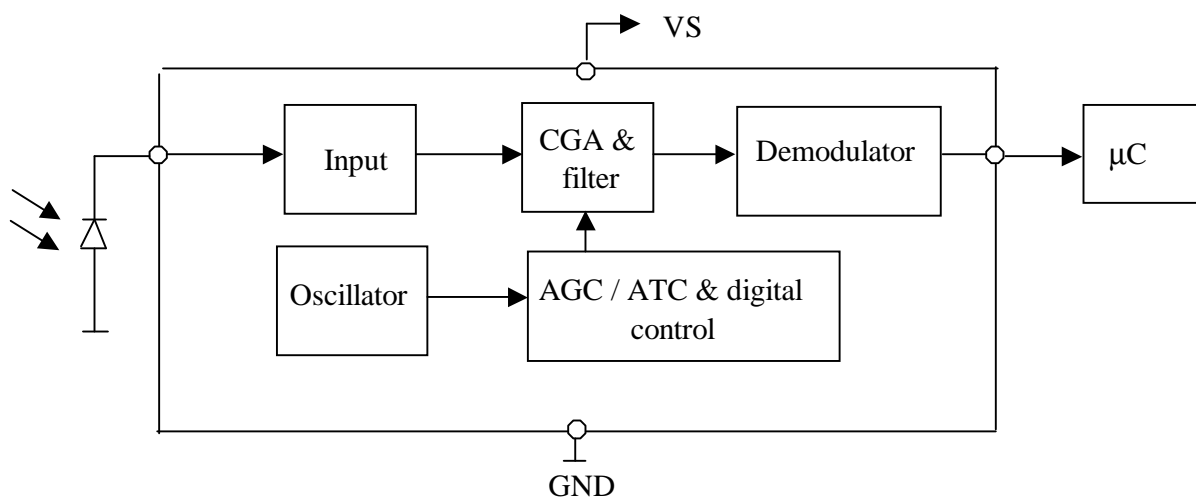 VS
Input
CGA &
filter
Demodulator
μC
Oscillator
AGC / ATC & digital
control
GND